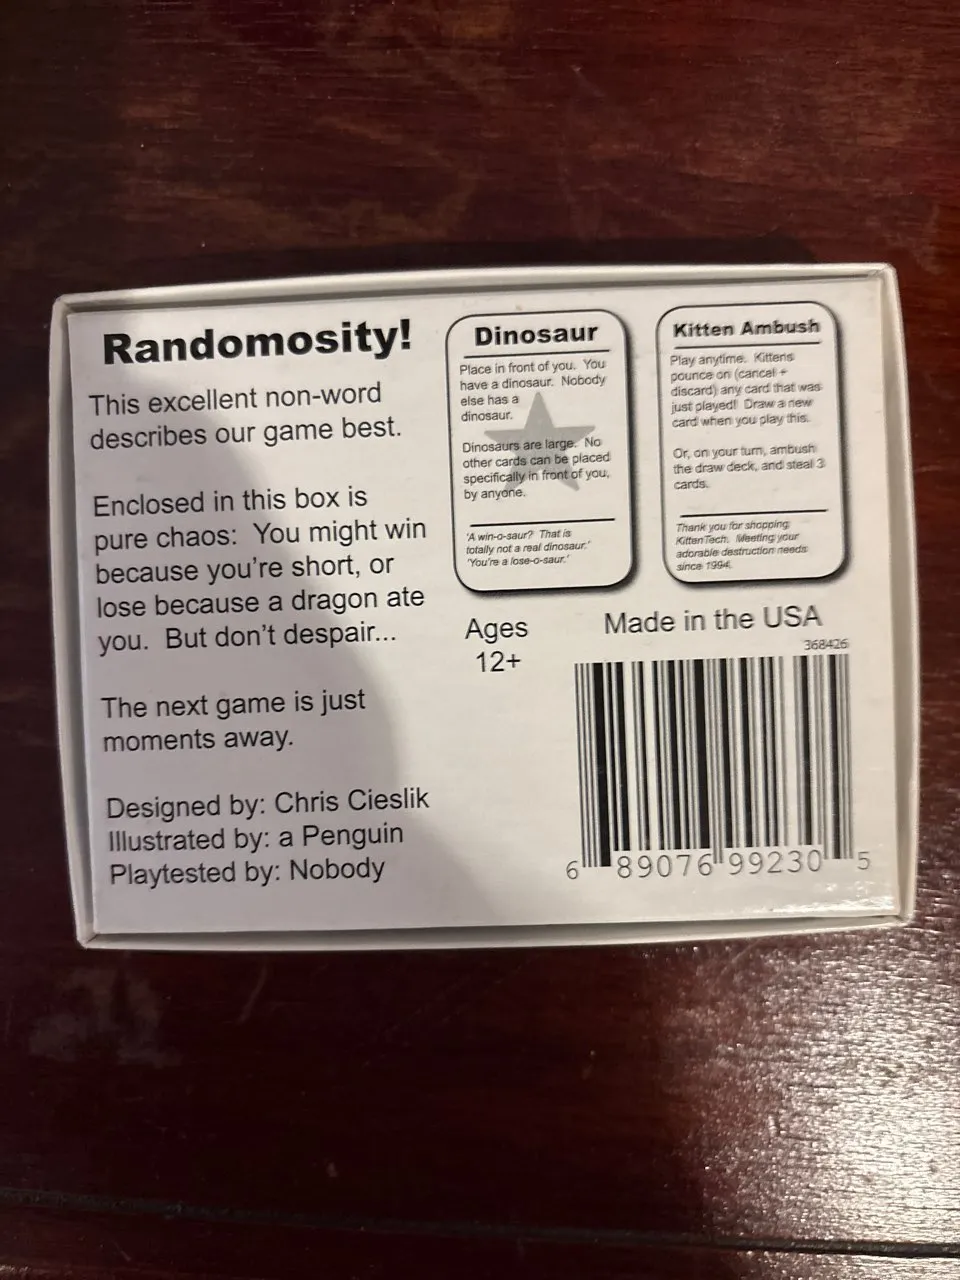 Randomosity!
This excellent non-word
describes our game best.
Enclosed in this box is
pure chaos:  You might win
because you're short, or
lose because a dragon ate
you.  But don't despair...
The next game is just
moments away.
Designed by: Chris Cieslik
Illustrated by: a Penguin
Playtested by: Nobody
Dinosaur
Place in front of you.  You
have a dinosaur.  Nobody
else has a
dinosaur.
Dinosaurs are large.  No
other cards can be placed
specifically in front of you,
by anyone.
'A win-o-saur?  That is
totally not a real dinosaur.'
'You're a lose-o-saur.'
Kitten Ambush
Play anytime.  Kittens
pounce on (cancel +
discard) any card that was
just played!  Draw a new
card when you play this.
Or, on your turn, ambush
the draw deck, and steal 3
cards.
Thank you for shopping
KittenTech.  Meeting your
adorable destruction needs
since 1994.
Ages
12+
Made in the USA
368426
6 89076 99230 5